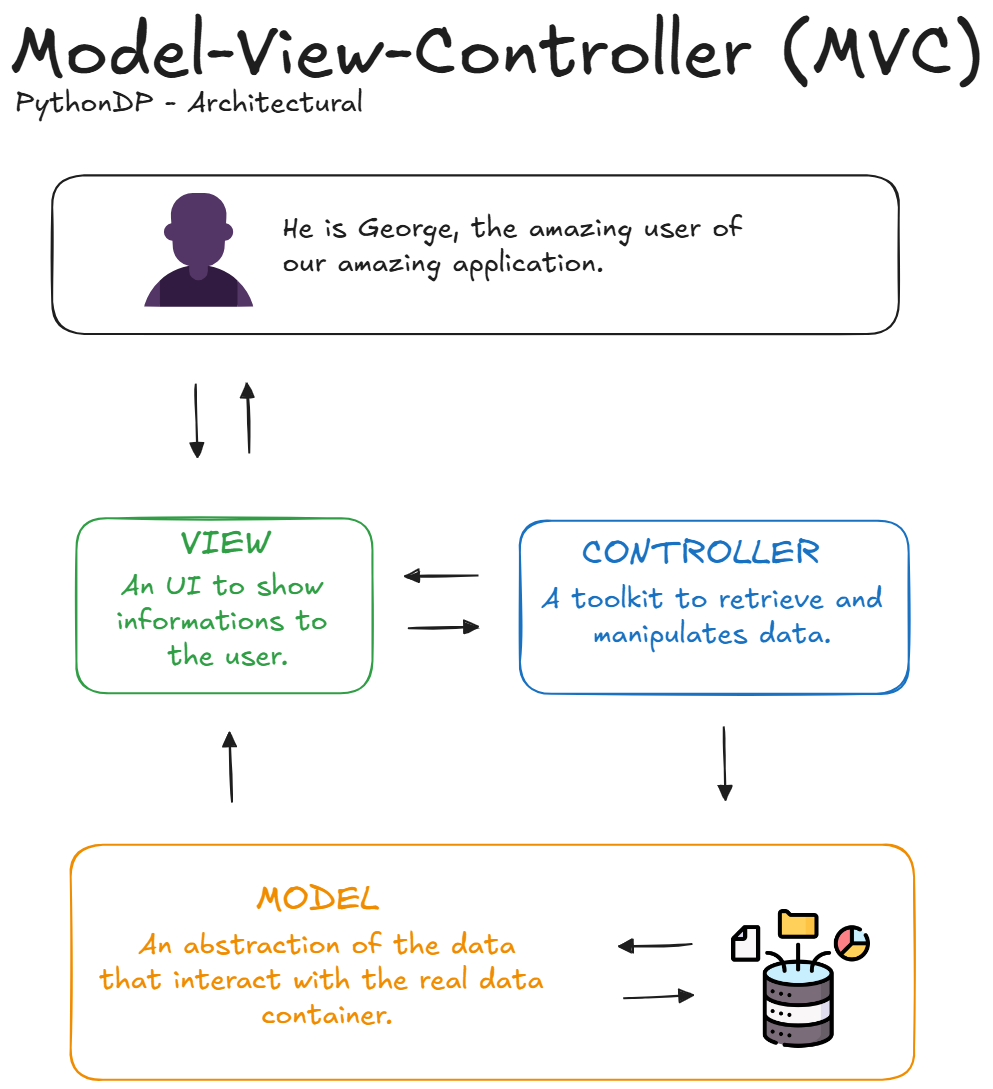 Model-View-Controller (MVC)
PythonDP - Architectural
He is George, the amazing user of
our amazing application.
VIEW
An UI to show
informations to
the user.
CONTROLLER
A toolkit to retrieve and
manipulates data.
MODEL
An abstraction of the data
that interact with the real data
container.